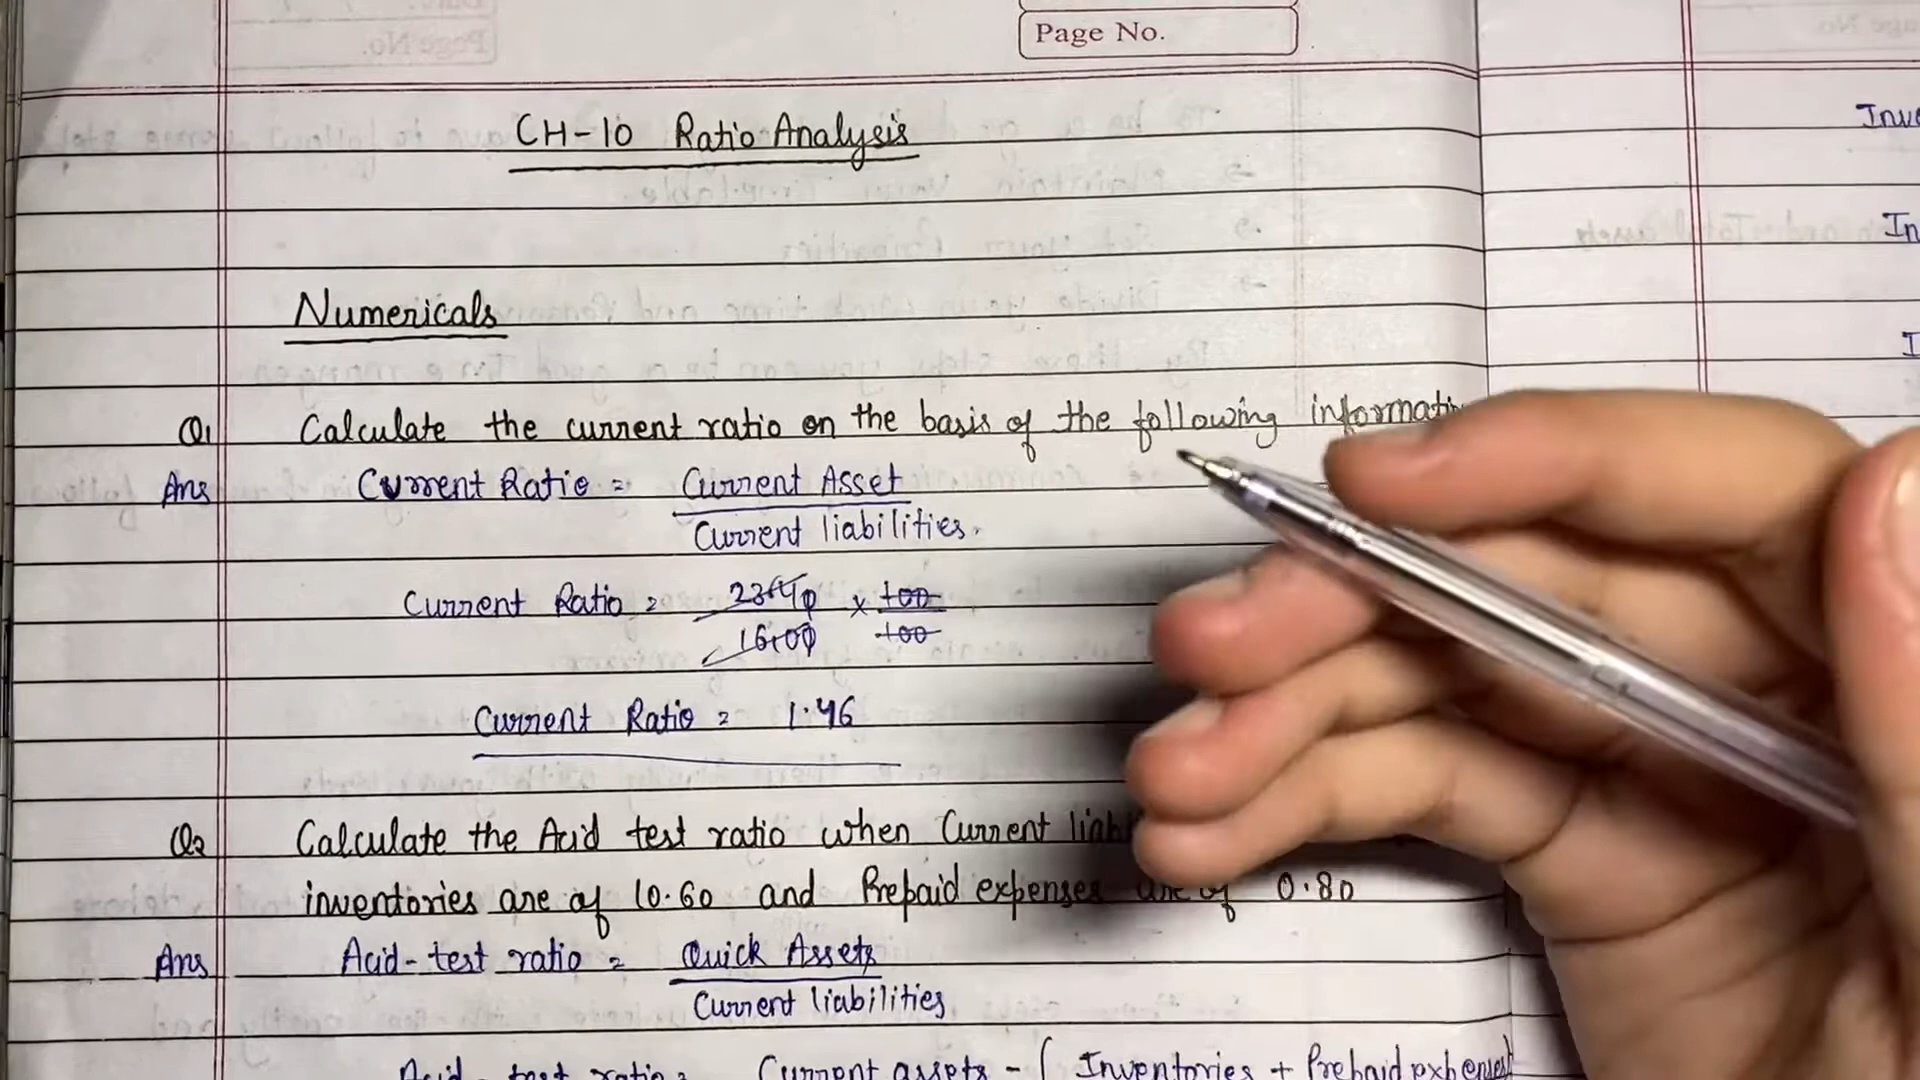 Page No.
CH-10 Ratio Analysis
Numericals
Q1 Calculate the current ratio on the basis of the following
Ans Current Ratio = Current Asset
Current liabilities.
Current Ratio = × 100
100
Current Ratio = 1.46
Q2 Calculate the Acid test ratio when Current
inventories are of 10.60 and Prepaid expenses are of 0.80
Ans Acid-test ratio = Quick Assets
Current liabilities
Acid-test ratio = Current assets - ( Inventories + Prepaid expenses)